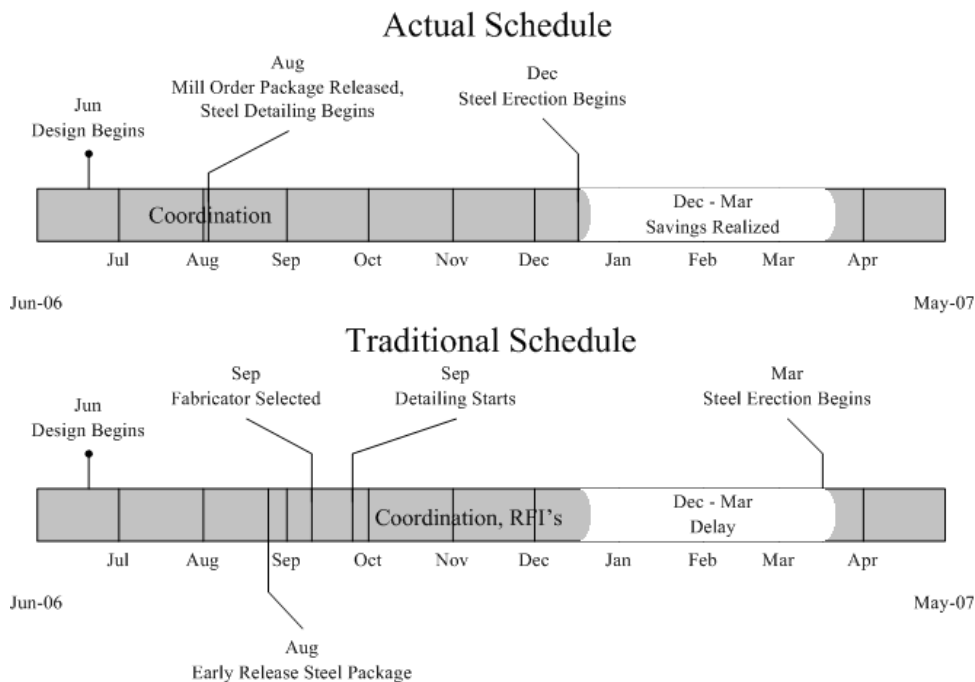 Actual Schedule
Aug
Mill Order Package Released,
Steel Detailing Begins
Dec
Steel Erection Begins
Jun
Design Begins
Coordination
Dec - Mar
Savings Realized
Jul
Aug
Sep
Oct
Nov
Dec
Jan
Feb
Mar
Apr
Jun-06
May-07
Traditional Schedule
Sep
Fabricator Selected
Sep
Detailing Starts
Mar
Steel Erection Begins
Jun
Design Begins
Coordination, RFI's
Dec - Mar
Delay
Jul
Aug
Sep
Oct
Nov
Dec
Jan
Feb
Mar
Apr
Jun-06
May-07
Aug
Early Release Steel Package